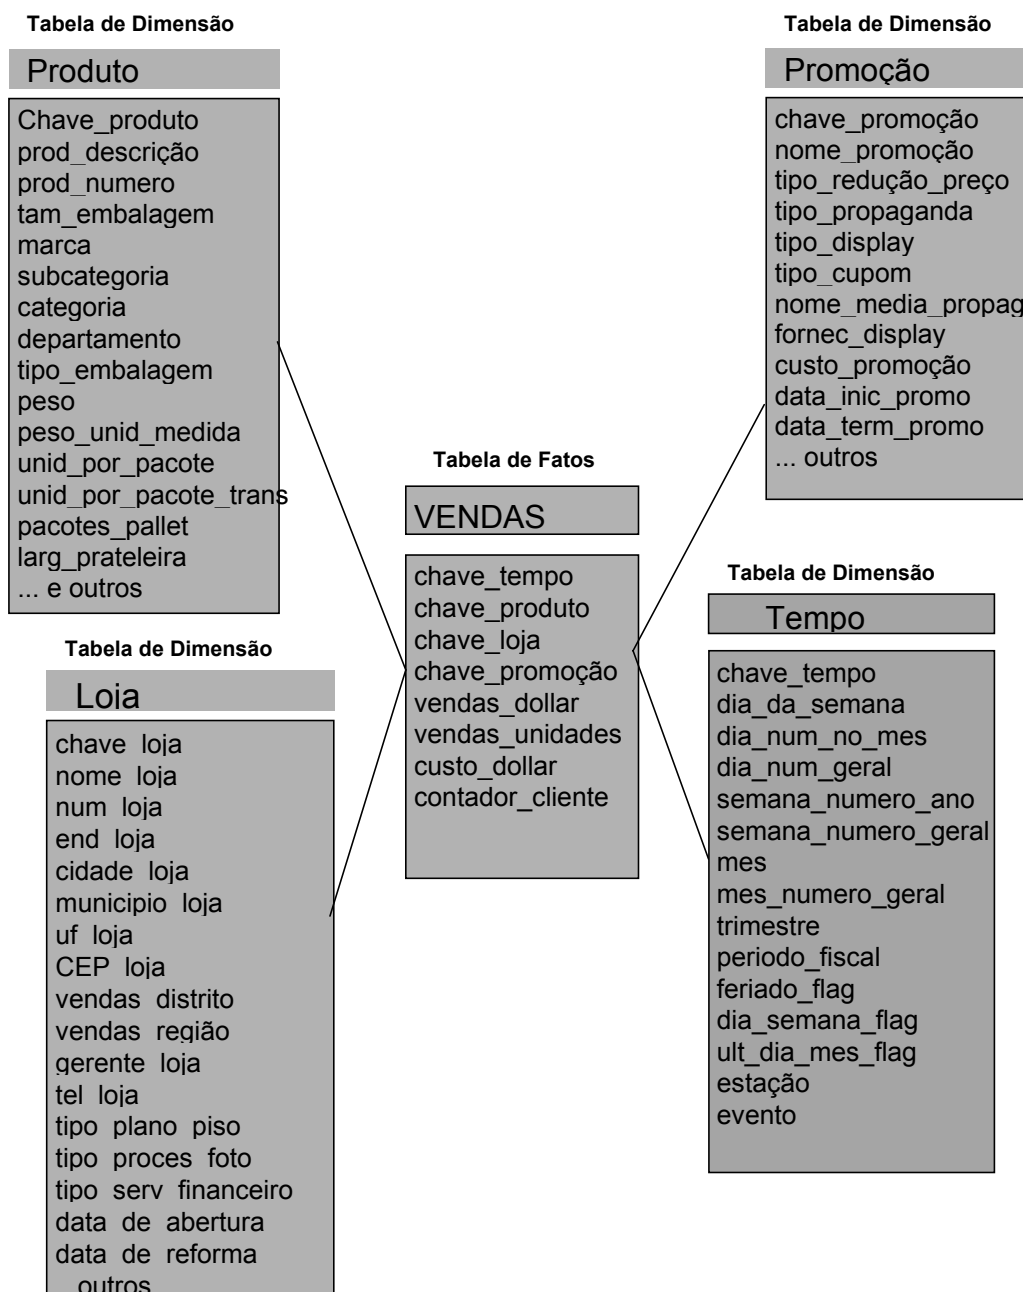 Tabela de Dimensão
Produto
Chave_produto
prod_descrição
prod_numero
tam_embalagem
marca
subcategoria
categoria
departamento
tipo_embalagem
peso
peso_unid_medida
unid_por_pacote
unid_por_pacote_trans
pacotes_pallet
larg_prateleira
... e outros
Tabela de Dimensão
Promoção
chave_promoção
nome_promoção
tipo_redução_preço
tipo_propaganda
tipo_display
tipo_cupom
nome_media_propag
fornec_display
custo_promoção
data_inic_promo
data_term_promo
... outros
Tabela de Fatos
VENDAS
chave_tempo
chave_produto
chave_loja
chave_promoção
vendas_dollar
vendas_unidades
custo_dollar
contador_cliente
Tabela de Dimensão
Loja
chave loja
nome loja
num loja
end loja
cidade loja
municipio loja
uf loja
CEP loja
vendas distrito
vendas região
gerente loja
tel loja
tipo plano piso
tipo proces foto
tipo serv financeiro
data de abertura
data de reforma
outros
Tabela de Dimensão
Tempo
chave_tempo
dia_da_semana
dia_num_no_mes
dia_num_geral
semana_numero_ano
semana_numero_geral
mes
mes_numero_geral
trimestre
periodo_fiscal
feriado_flag
dia_semana_flag
ult_dia_mes_flag
estação
evento